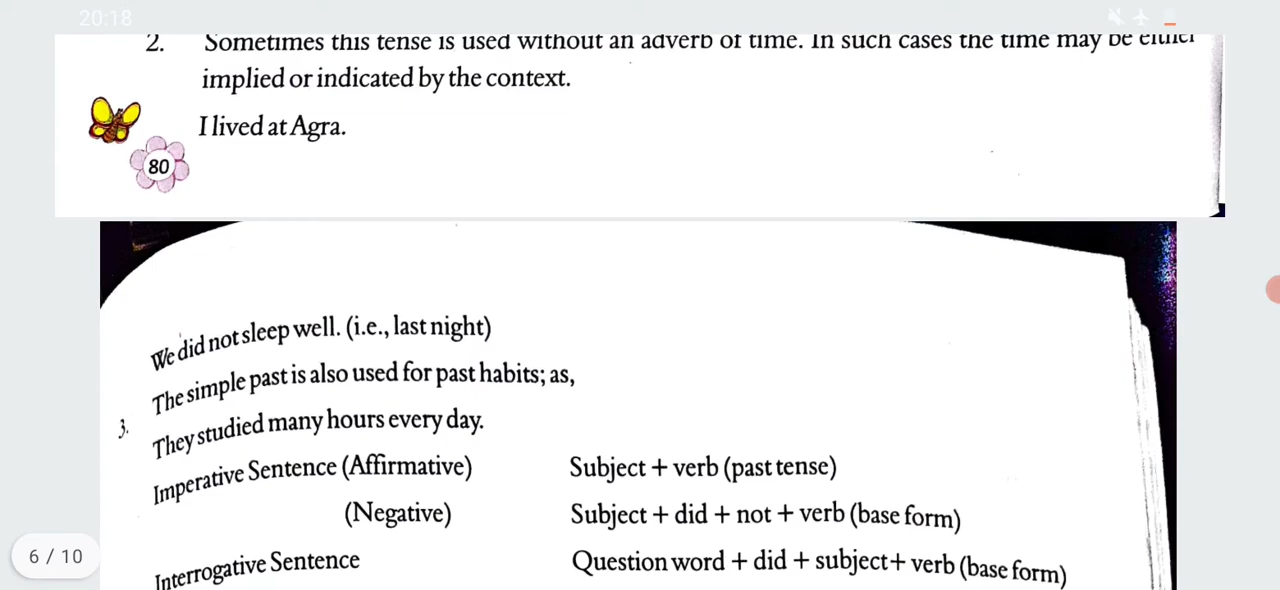 20:18
2. Sometimes this tense is used without an adverb of time. In such cases the time may be either
implied or indicated by the context.
I lived at Agra.
80
We did not sleep well. (i.e., last night)
3. The simple past is also used for past habits; as,
They studied many hours every day.
Imperative Sentence (Affirmative) Subject + verb (past tense)
(Negative) Subject + did + not + verb (base form)
Interrogative Sentence Question word + did + subject+ verb (base form)
6 / 10